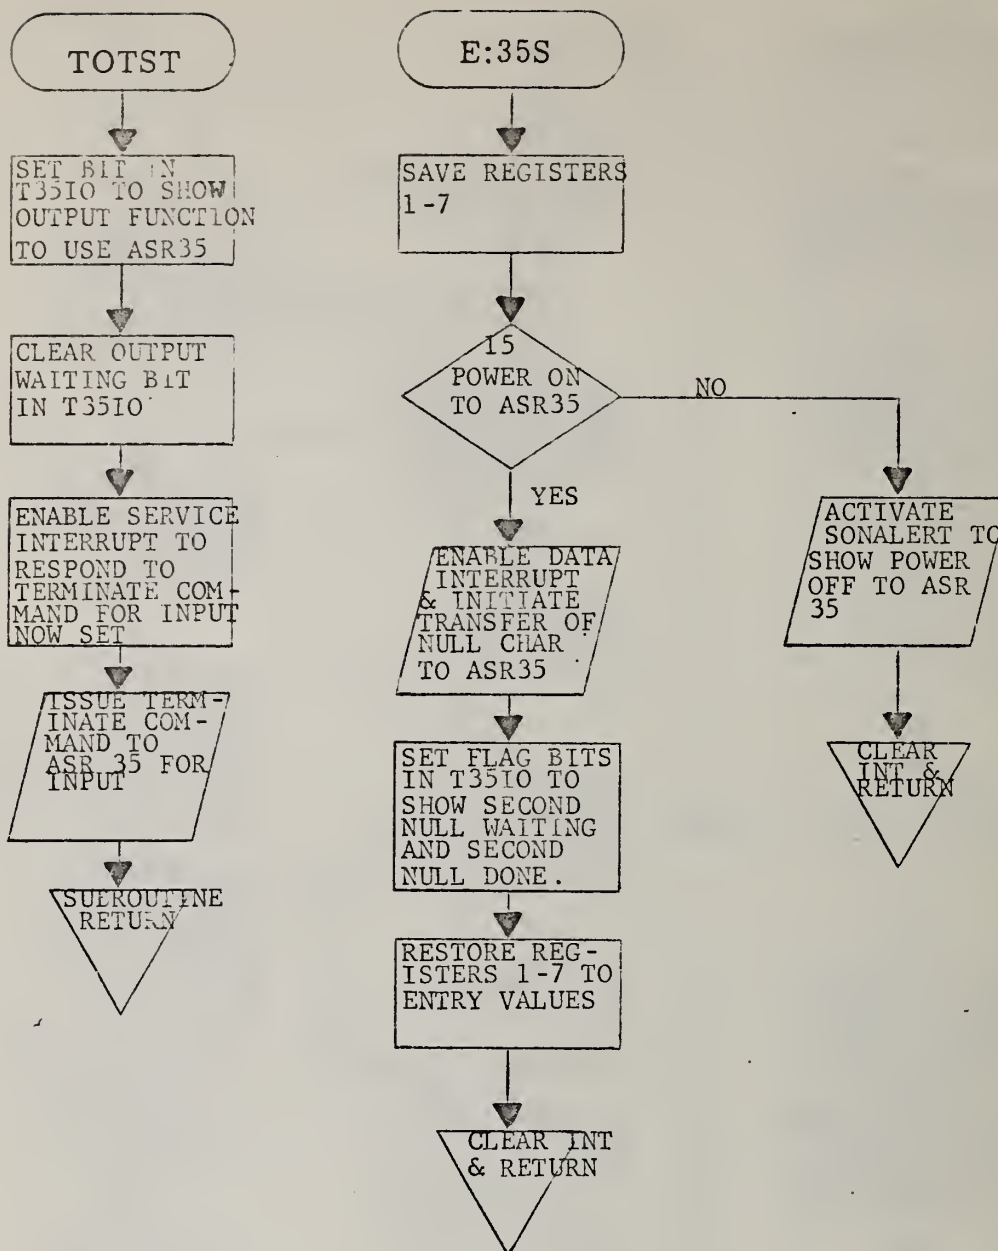 TOTST
SET BIT IN
T35IO TO SHOW
OUTPUT FUNCTION
TO USE ASR35
CLEAR OUTPUT
WAITING BIT
IN T35IO
ENABLE SERVICE
INTERRUPT TO
RESPOND TO
TERMINATE COM-
MAND FOR INPUT
NOW SET
ISSUE TERM-
INATE COM-
MAND TO
ASR 35 FOR
INPUT
SUBROUTINE
RETURN
E:35S
SAVE REGISTERS
1-7
15
POWER ON
TO ASR35
NO
YES
ENABLE DATA
INTERRUPT
& INITIATE
TRANSFER OF
NULL CHAR
TO ASR35
SET FLAG BITS
IN T35IO TO
SHOW SECOND
NULL WAITING
AND SECOND
NULL DONE.
RESTORE REG-
ISTERS 1-7 TO
ENTRY VALUES
CLEAR INT
& RETURN
ACTIVATE
SONALERT TO
SHOW POWER
OFF TO ASR
35
CLEAR
INT &
RETURN